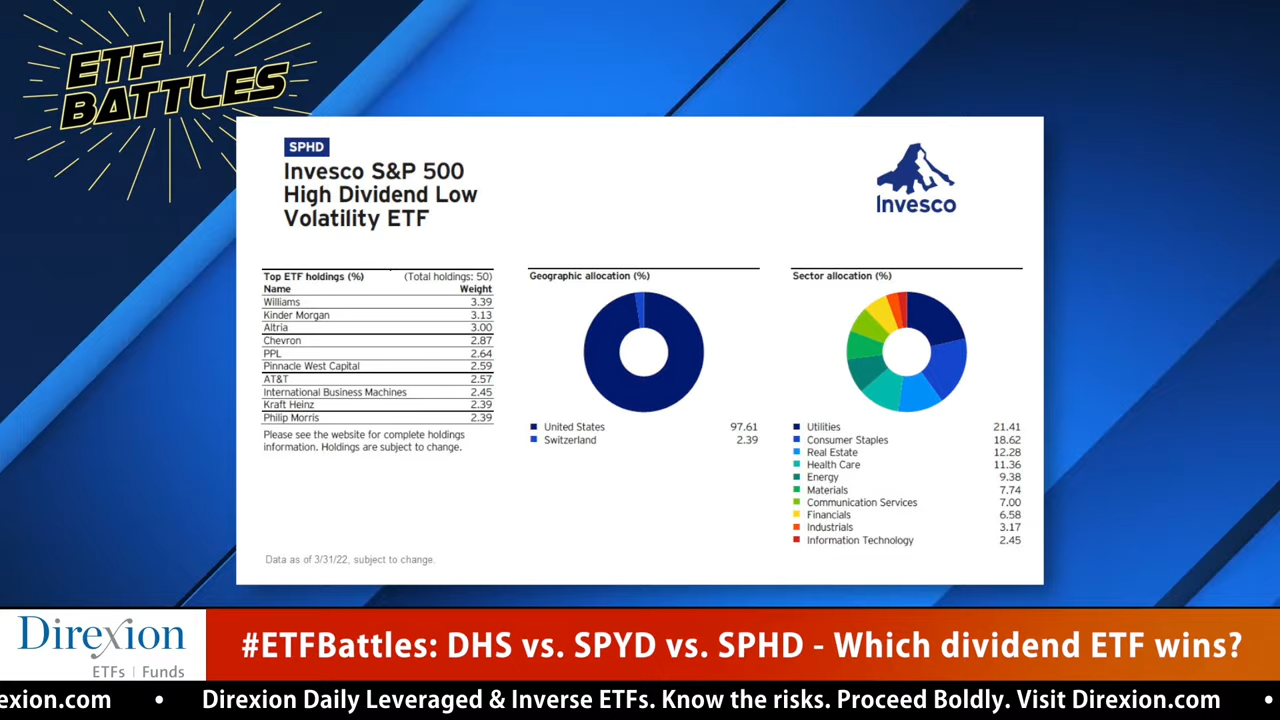 ETF
BATTLES
SPHD
Invesco S&P 500
High Dividend Low
Volatility ETF
Invesco
Top ETF holdings (%) (Total holdings: 50)
Name Weight
Williams 3.39
Kinder Morgan 3.13
Altria 3.00
Chevron 2.87
PPL 2.64
Pinnacle West Capital 2.59
AT&T 2.57
International Business Machines 2.45
Kraft Heinz 2.39
Philip Morris 2.39
Please see the website for complete holdings
information. Holdings are subject to change.
Geographic allocation (%)
United States 97.61
Switzerland 2.39
Sector allocation (%)
Utilities 21.41
Consumer Staples 18.62
Real Estate 12.28
Health Care 11.36
Energy 9.38
Materials 7.74
Communication Services 7.00
Financials 6.58
Industrials 3.17
Information Technology 2.45
Data as of 3/31/22, subject to change.
Direxion
ETFs | Funds
#ETFBattles: DHS vs. SPYD vs. SPHD - Which dividend ETF wins?
exion.com • Direxion Daily Leveraged & Inverse ETFs. Know the risks. Proceed Boldly. Visit Direxion.com •